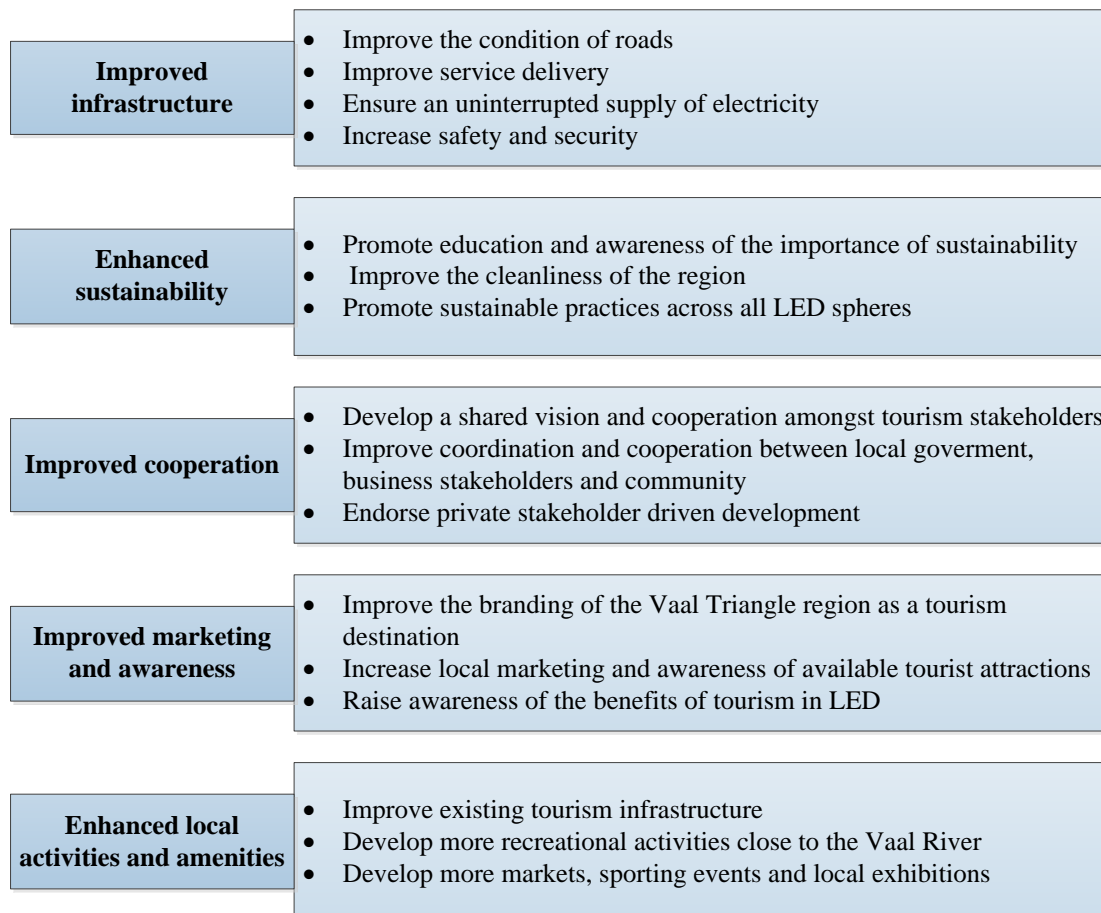 Improved
infrastructure
• Improve the condition of roads
• Improve service delivery
• Ensure an uninterrupted supply of electricity
• Increase safety and security
Enhanced
sustainability
• Promote education and awareness of the importance of sustainability
• Improve the cleanliness of the region
• Promote sustainable practices across all LED spheres
Improved cooperation
• Develop a shared vision and cooperation amongst tourism stakeholders
• Improve coordination and cooperation between local goverment,
business stakeholders and community
• Endorse private stakeholder driven development
Improved marketing
and awareness
• Improve the branding of the Vaal Triangle region as a tourism
destination
• Increase local marketing and awareness of available tourist attractions
• Raise awareness of the benefits of tourism in LED
Enhanced local
activities and amenities
• Improve existing tourism infrastructure
• Develop more recreational activities close to the Vaal River
• Develop more markets, sporting events and local exhibitions